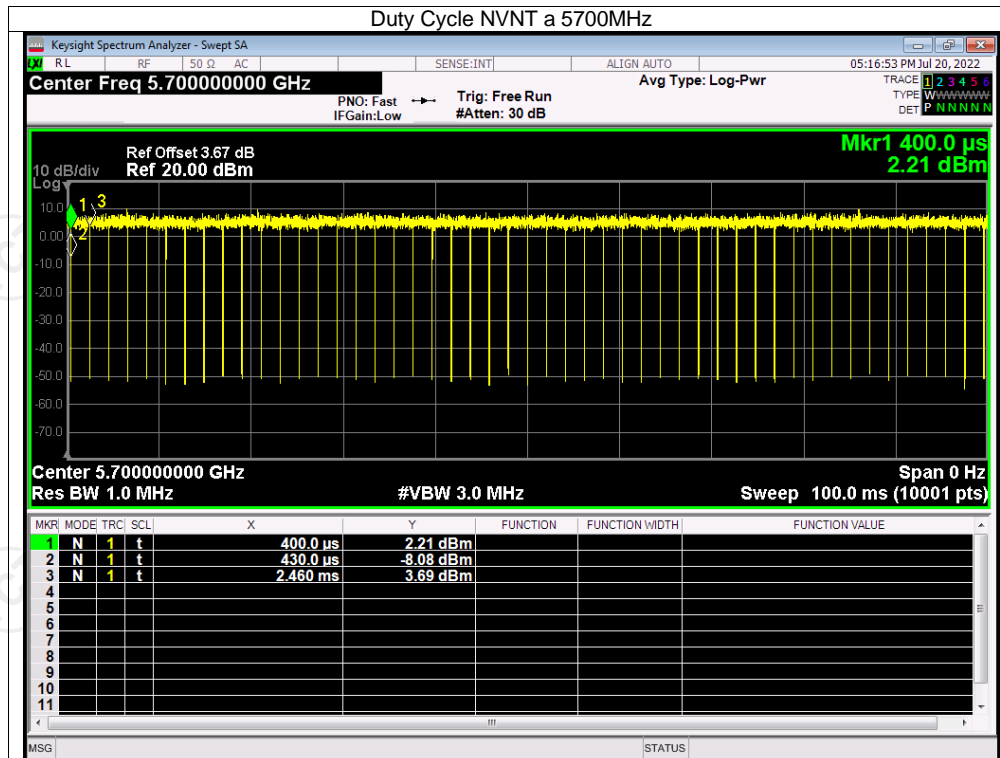 Duty Cycle NVNT a 5700MHz
Keysight Spectrum Analyzer - Swept SA
LXI RL RF 50 Ω AC SENSE:INT ALIGN AUTO 05:16:53 PM Jul 20, 2022
Center Freq 5.700000000 GHz Avg Type: Log-Pwr TRACE 1 2 3 4 5 6
PNO: Fast Trig: Free Run TYPE WWWWWW
IFGain:Low #Atten: 30 dB DET P N N N N N
Mkr1 400.0 µs
2.21 dBm
Ref Offset 3.67 dB
10 dB/div Ref 20.00 dBm
Log
1 3
10.0
2
0.00
-10.0
-20.0
-30.0
-40.0
-50.0
-60.0
-70.0
Center 5.700000000 GHz Span 0 Hz
Res BW 1.0 MHz #VBW 3.0 MHz Sweep 100.0 ms (10001 pts)
MKR MODE TRC SCL X Y FUNCTION FUNCTION WIDTH FUNCTION VALUE
1 N 1 t 400.0 µs 2.21 dBm
2 N 1 t 430.0 µs -8.08 dBm
3 N 1 t 2.460 ms 3.69 dBm
4
5
6
7
8
9
10
11
MSG STATUS